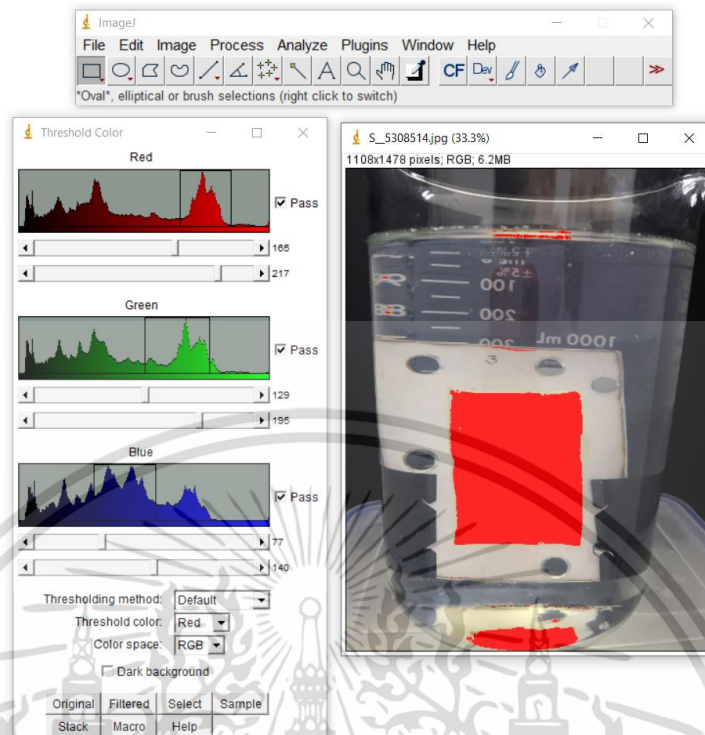 ImageJ
File Edit Image Process Analyze Plugins Window Help
A CF Dev
*Oval*, elliptical or brush selections (right click to switch)
Threshold Color
Red
Pass
165
217
Green
Pass
129
195
Blue
Pass
77
140
Thresholding method: Default
Threshold color: Red
Color space: RGB
Dark background
Original Filtered Select Sample
Stack Macro Help
S__5308514.jpg (33.3%)
1108x1478 pixels; RGB; 6.2MB
±5%
100
200
1000 mL
3